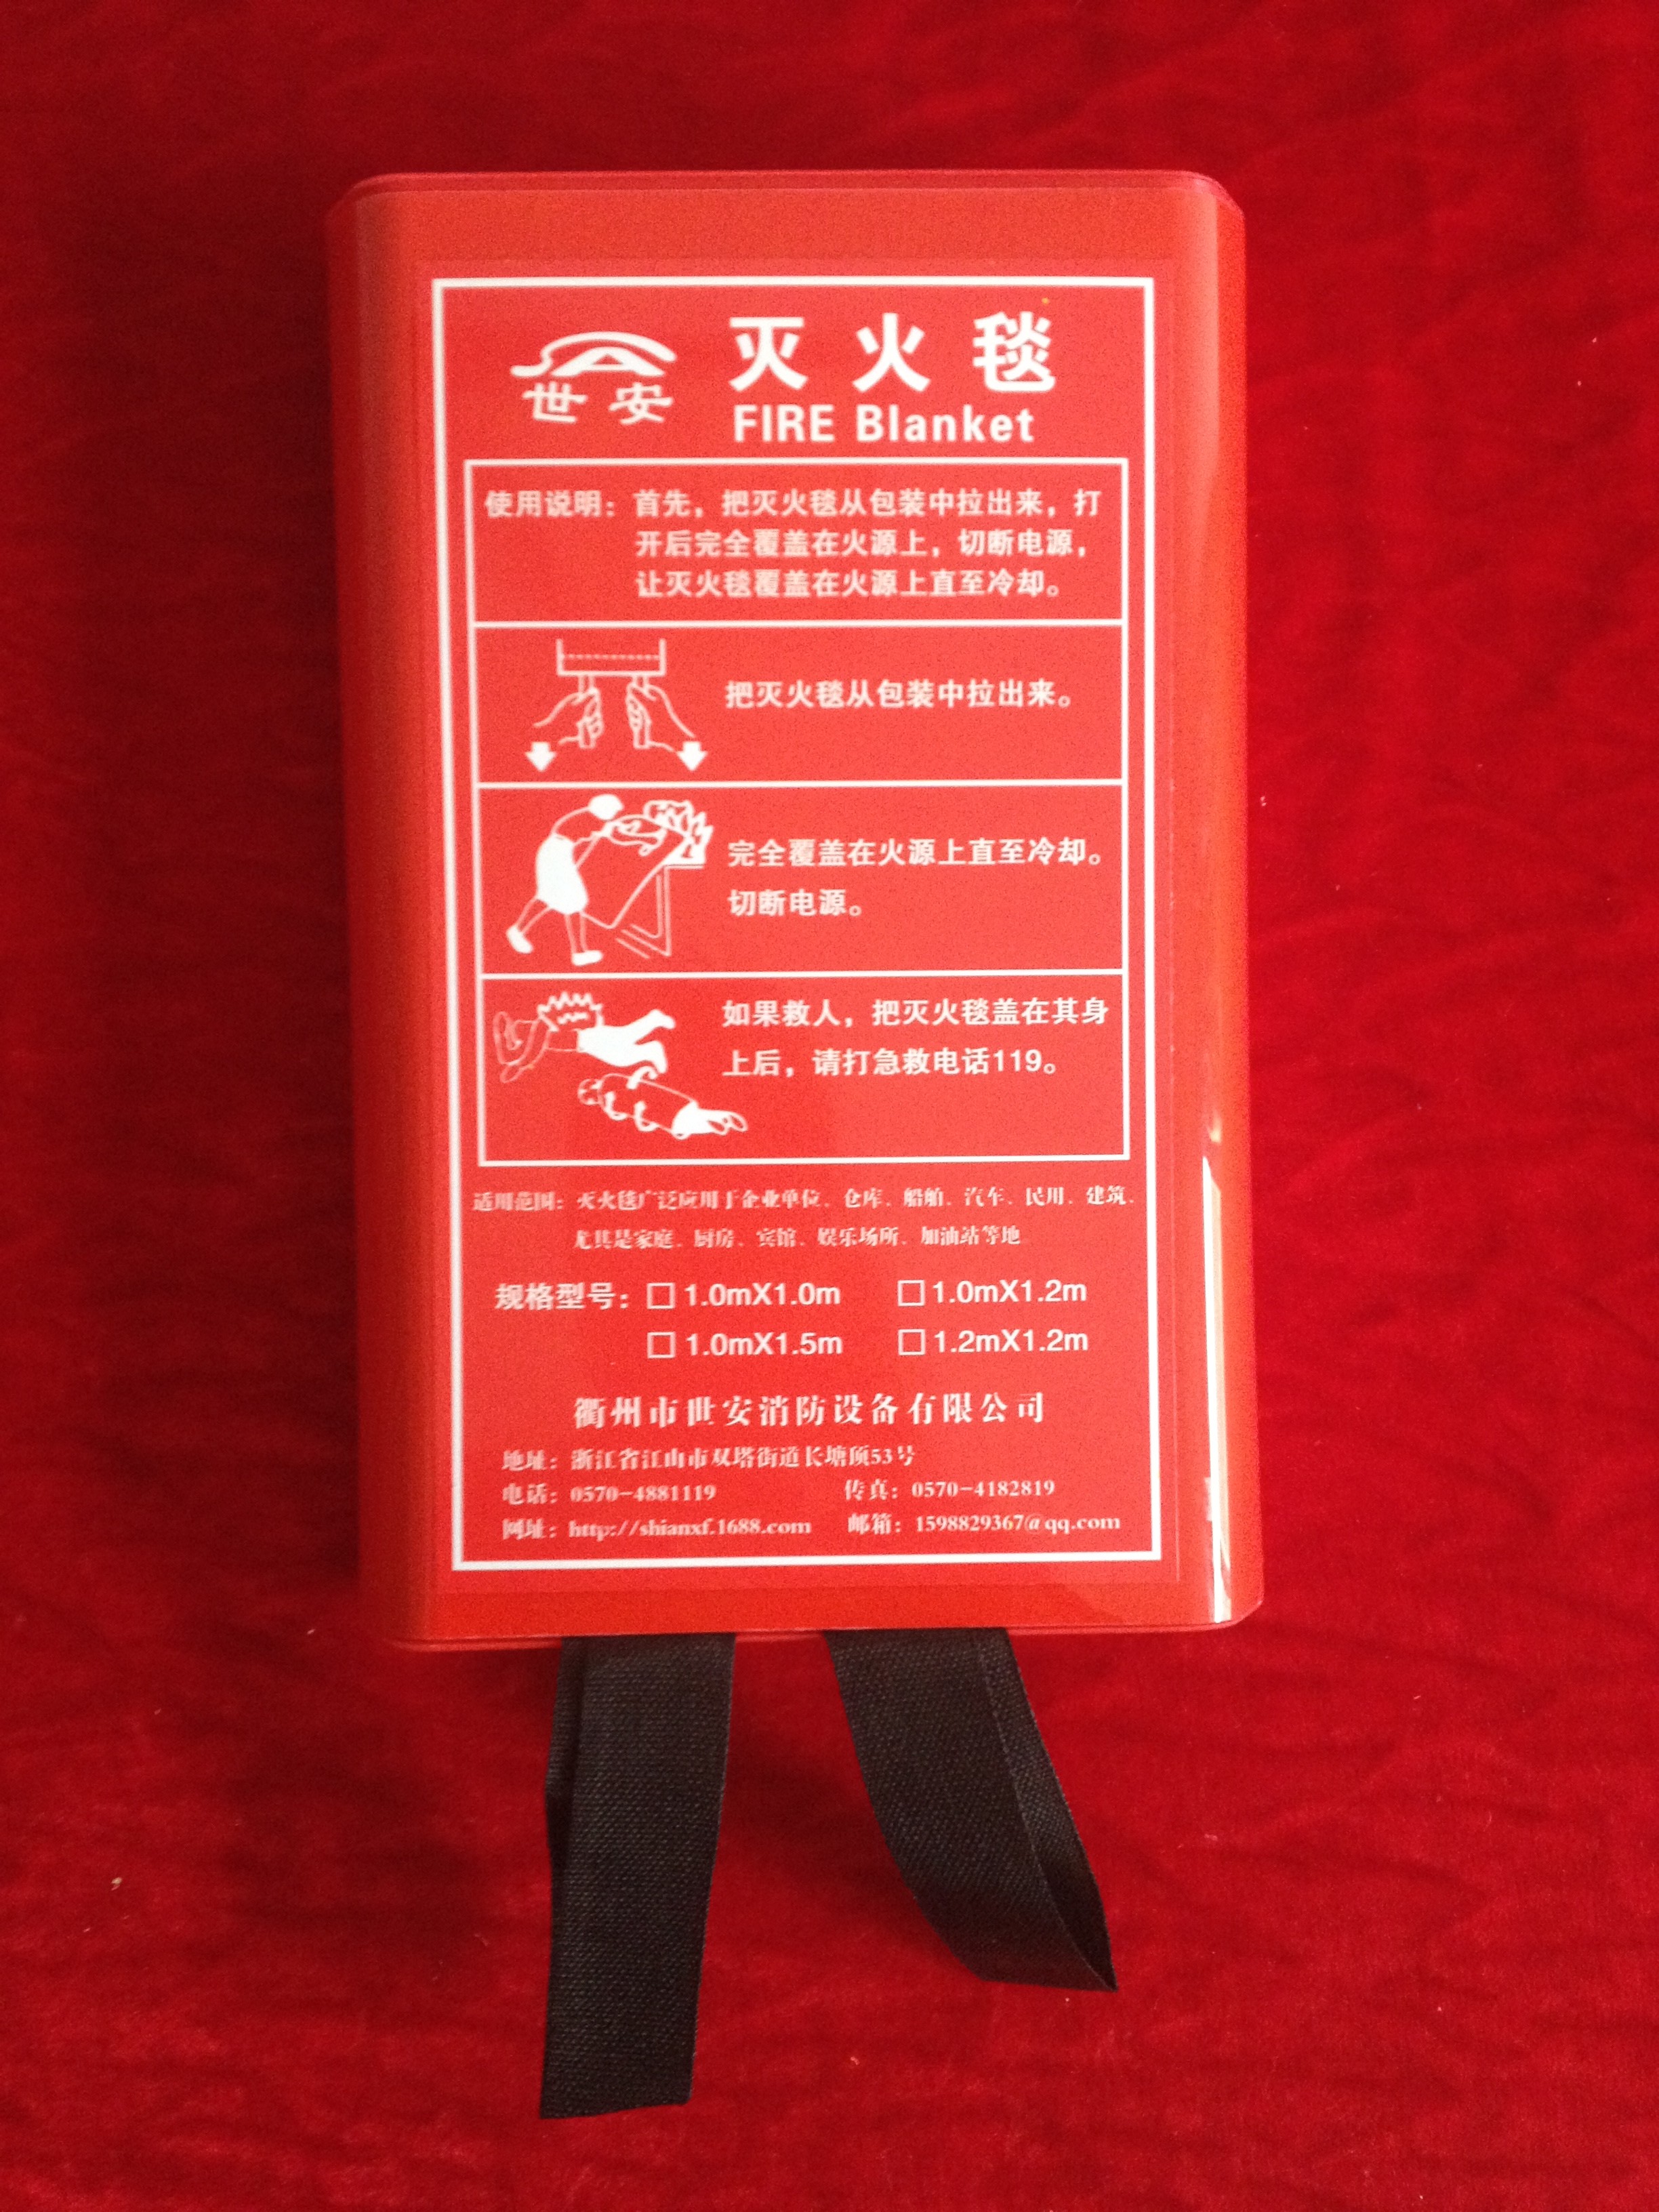 世安
灭火毯
FIRE Blanket
使用说明：首先，把灭火毯从包装中拉出来，打
开后完全覆盖在火源上，切断电源，
让灭火毯覆盖在火源上直至冷却。
把灭火毯从包装中拉出来。
完全覆盖在火源上直至冷却。
切断电源。
如果救人，把灭火毯盖在其身
上后，请打急救电话119。
适用范围：灭火毯广泛应用于企业单位、仓库、船舶、汽车、民用、建筑、
尤其是家庭、厨房、宾馆、娱乐场所、加油站等地
规格型号：□1.0mX1.0m □1.0mX1.2m
□1.0mX1.5m □1.2mX1.2m
衢州市世安消防设备有限公司
地址：浙江省江山市双塔街道长塘顶53号
电话：0570-4881119 传真：0570-4182819
网址：http://shianxf.1688.com 邮箱：1598829367@qq.com